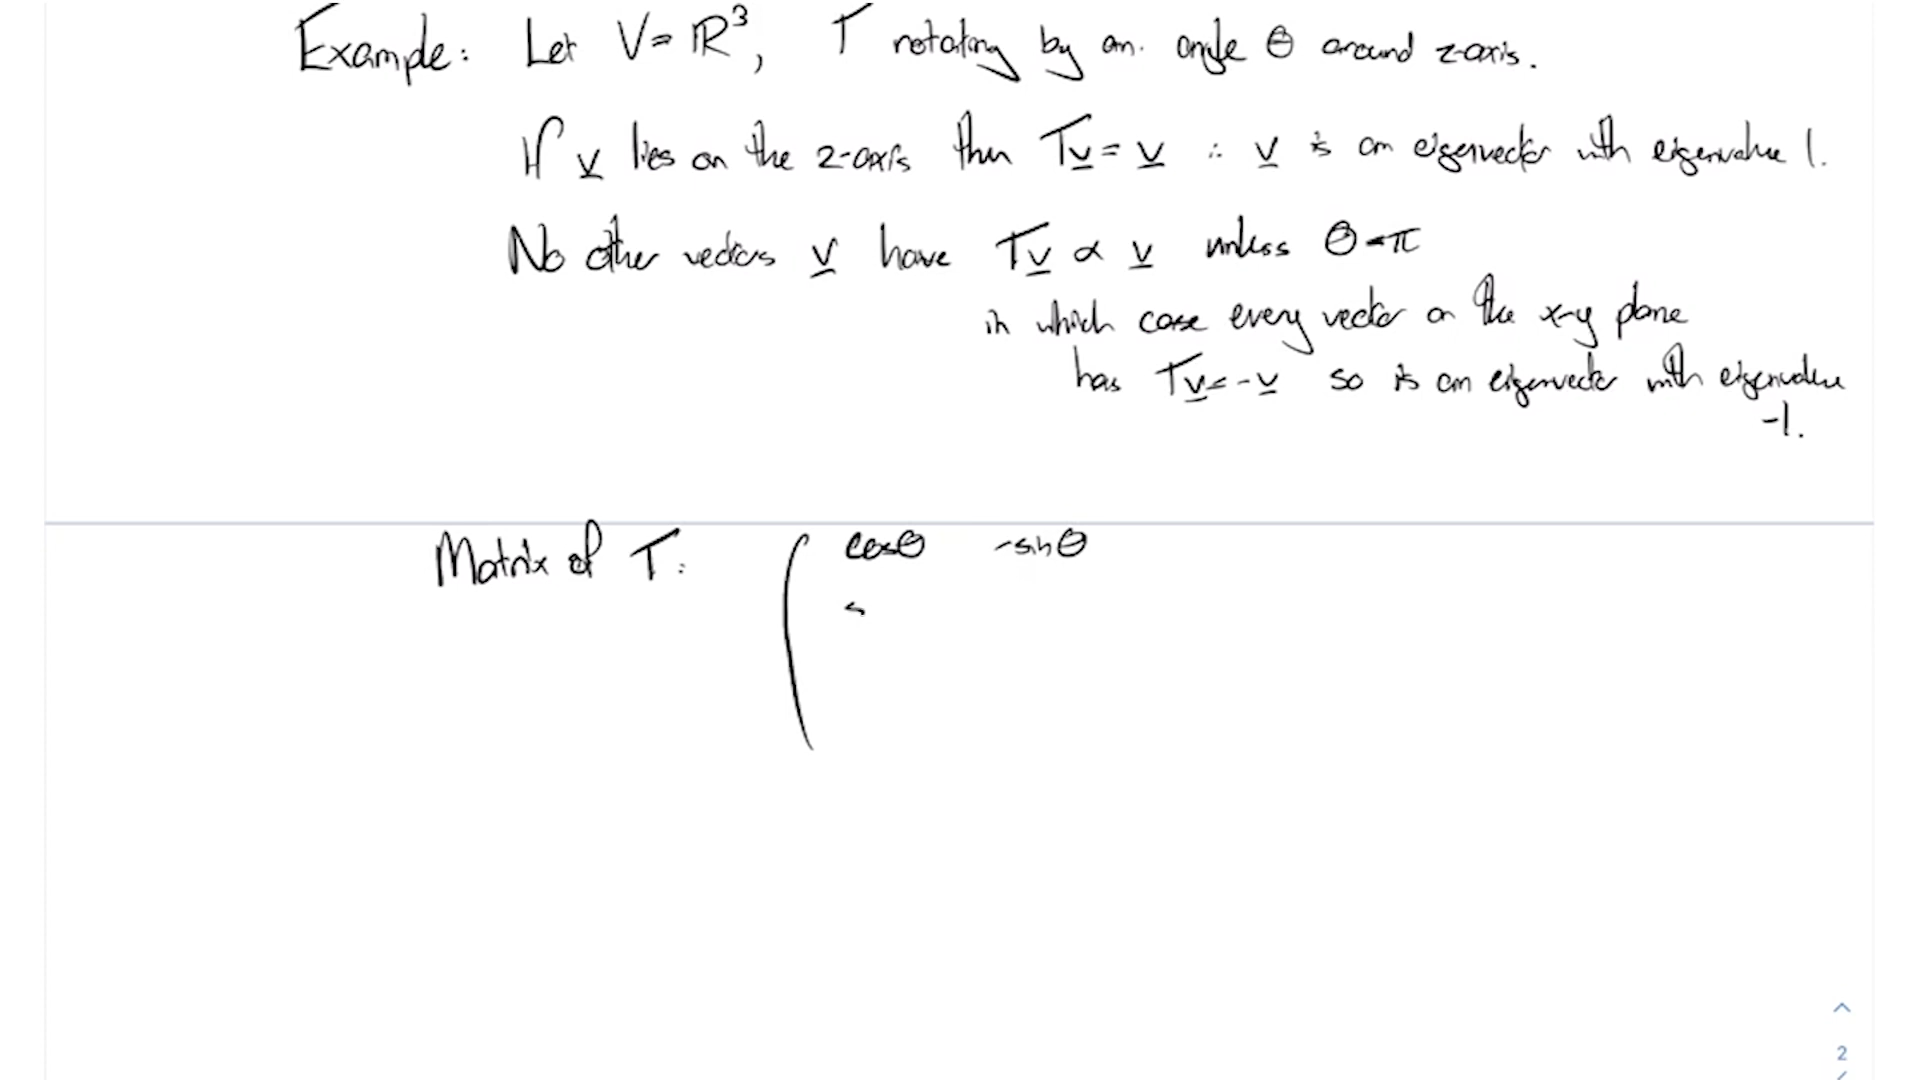 Example: Let V = ℝ³, T rotating by an angle θ around z-axis.
If v lies on the z-axis then Tv = v ∴ v is an eigenvector with eigenvalue 1.
No other vectors v have Tv ∝ v unless θ = π
in which case every vector on the x-y plane
has Tv = -v so is an eigenvector with eigenvalue
-1.
Matrix of T: ( cosθ -sinθ
s
2